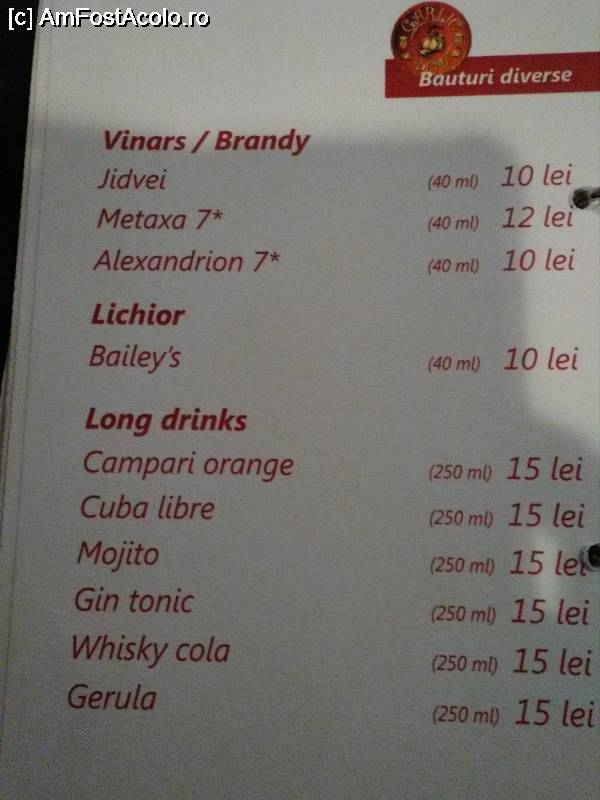 [c] AmFostAcolo.ro
GARLIC
Bauturi diverse
Vinars / Brandy
Jidvei (40 ml) 10 lei
Metaxa 7* (40 ml) 12 lei
Alexandrion 7* (40 ml) 10 lei
Lichior
Bailey's (40 ml) 10 lei
Long drinks
Campari orange (250 ml) 15 lei
Cuba libre (250 ml) 15 lei
Mojito (250 ml) 15 lei
Gin tonic (250 ml) 15 lei
Whisky cola (250 ml) 15 lei
Gerula (250 ml) 15 lei